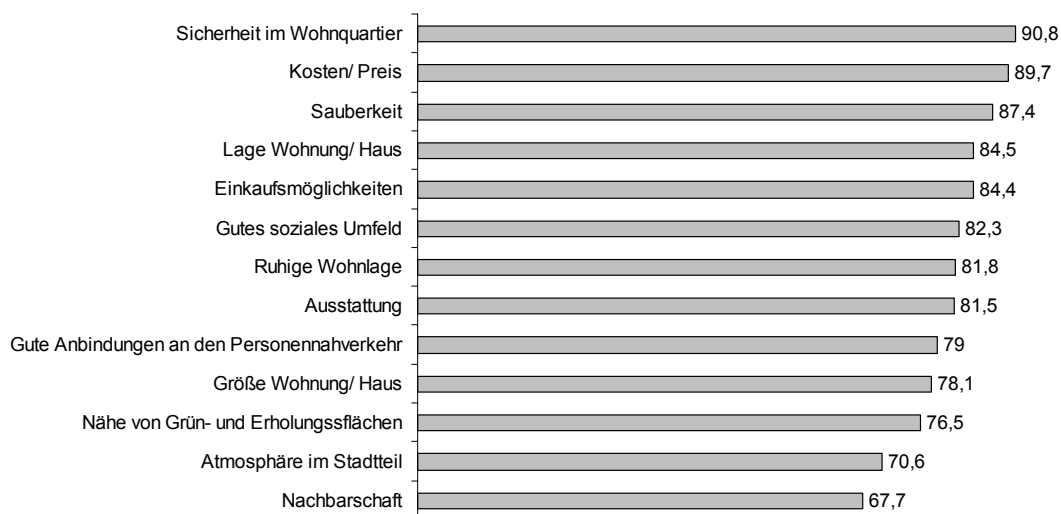 Sicherheit im Wohnquartier 90,8
Kosten/ Preis 89,7
Sauberkeit 87,4
Lage Wohnung/ Haus 84,5
Einkaufsmöglichkeiten 84,4
Gutes soziales Umfeld 82,3
Ruhige Wohnlage 81,8
Ausstattung 81,5
Gute Anbindungen an den Personennahverkehr 79
Größe Wohnung/ Haus 78,1
Nähe von Grün- und Erholungssflächen 76,5
Atmosphäre im Stadtteil 70,6
Nachbarschaft 67,7